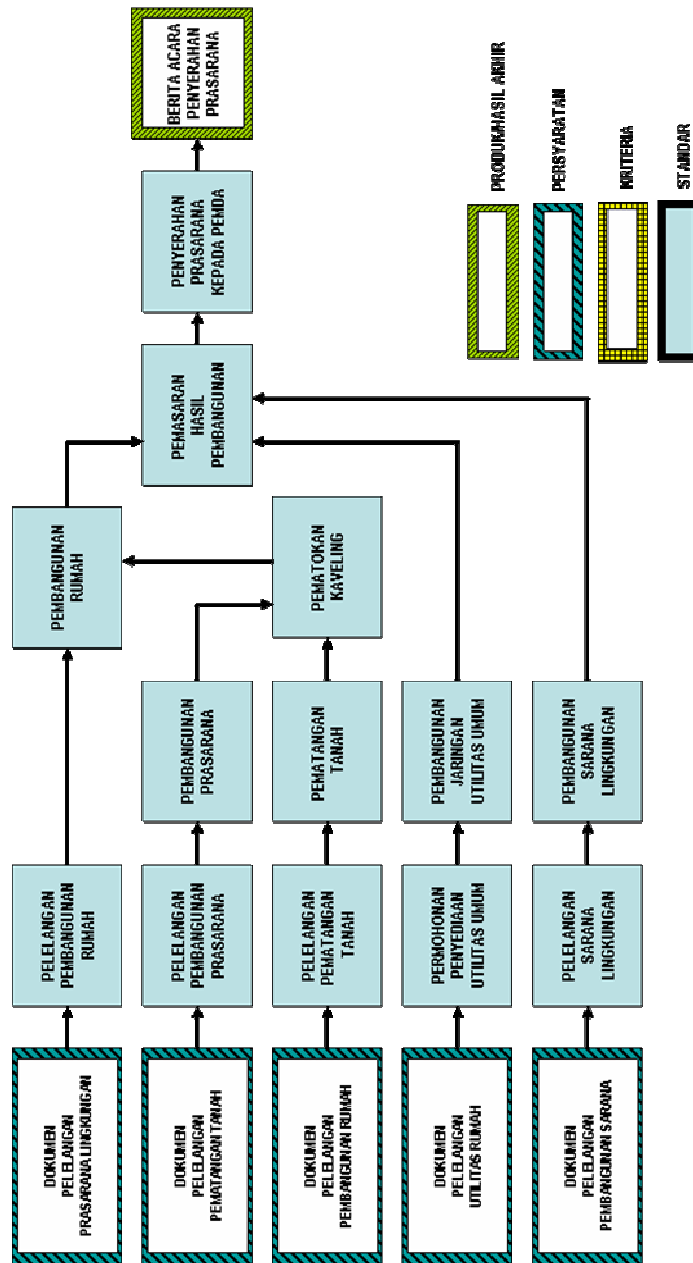 DOKUMEN
PELELANGAN
PRASARANA LINGKUNGAN
PELELANGAN
PEMBANGUNAN
RUMAH
PEMBANGUNAN
RUMAH
DOKUMEN
PELELANGAN
PEMATANGAN TANAH
PELELANGAN
PEMBANGUNAN
PRASARANA
PEMBANGUNAN
PRASARANA
PEMASARAN
HASIL
PEMBANGUNAN
PENYERAHAN
PRASARANA
KEPADA PEMDA
BERITA ACARA
PENYERAHAN
PRASARANA
DOKUMEN
PELELANGAN
PEMBANGUNAN RUMAH
PELELANGAN
PEMATANGAN
TANAH
PEMATANGAN
TANAH
PEMATOKAN
KAVELING
DOKUMEN
PELELANGAN
UTILITAS RUMAH
PERMOHONAN
PENYEDIAAN
UTILITAS UMUM
PEMBANGUNAN
JARINGAN
UTILITAS UMUM
DOKUMEN
PELELANGAN
PEMBANGUNAN SARANA
PELELANGAN
SARANA
LINGKUNGAN
PEMBANGUNAN
SARANA
LINGKUNGAN
PRODUK/HASIL AKHIR
PERSYARATAN
KRITERIA
STANDAR